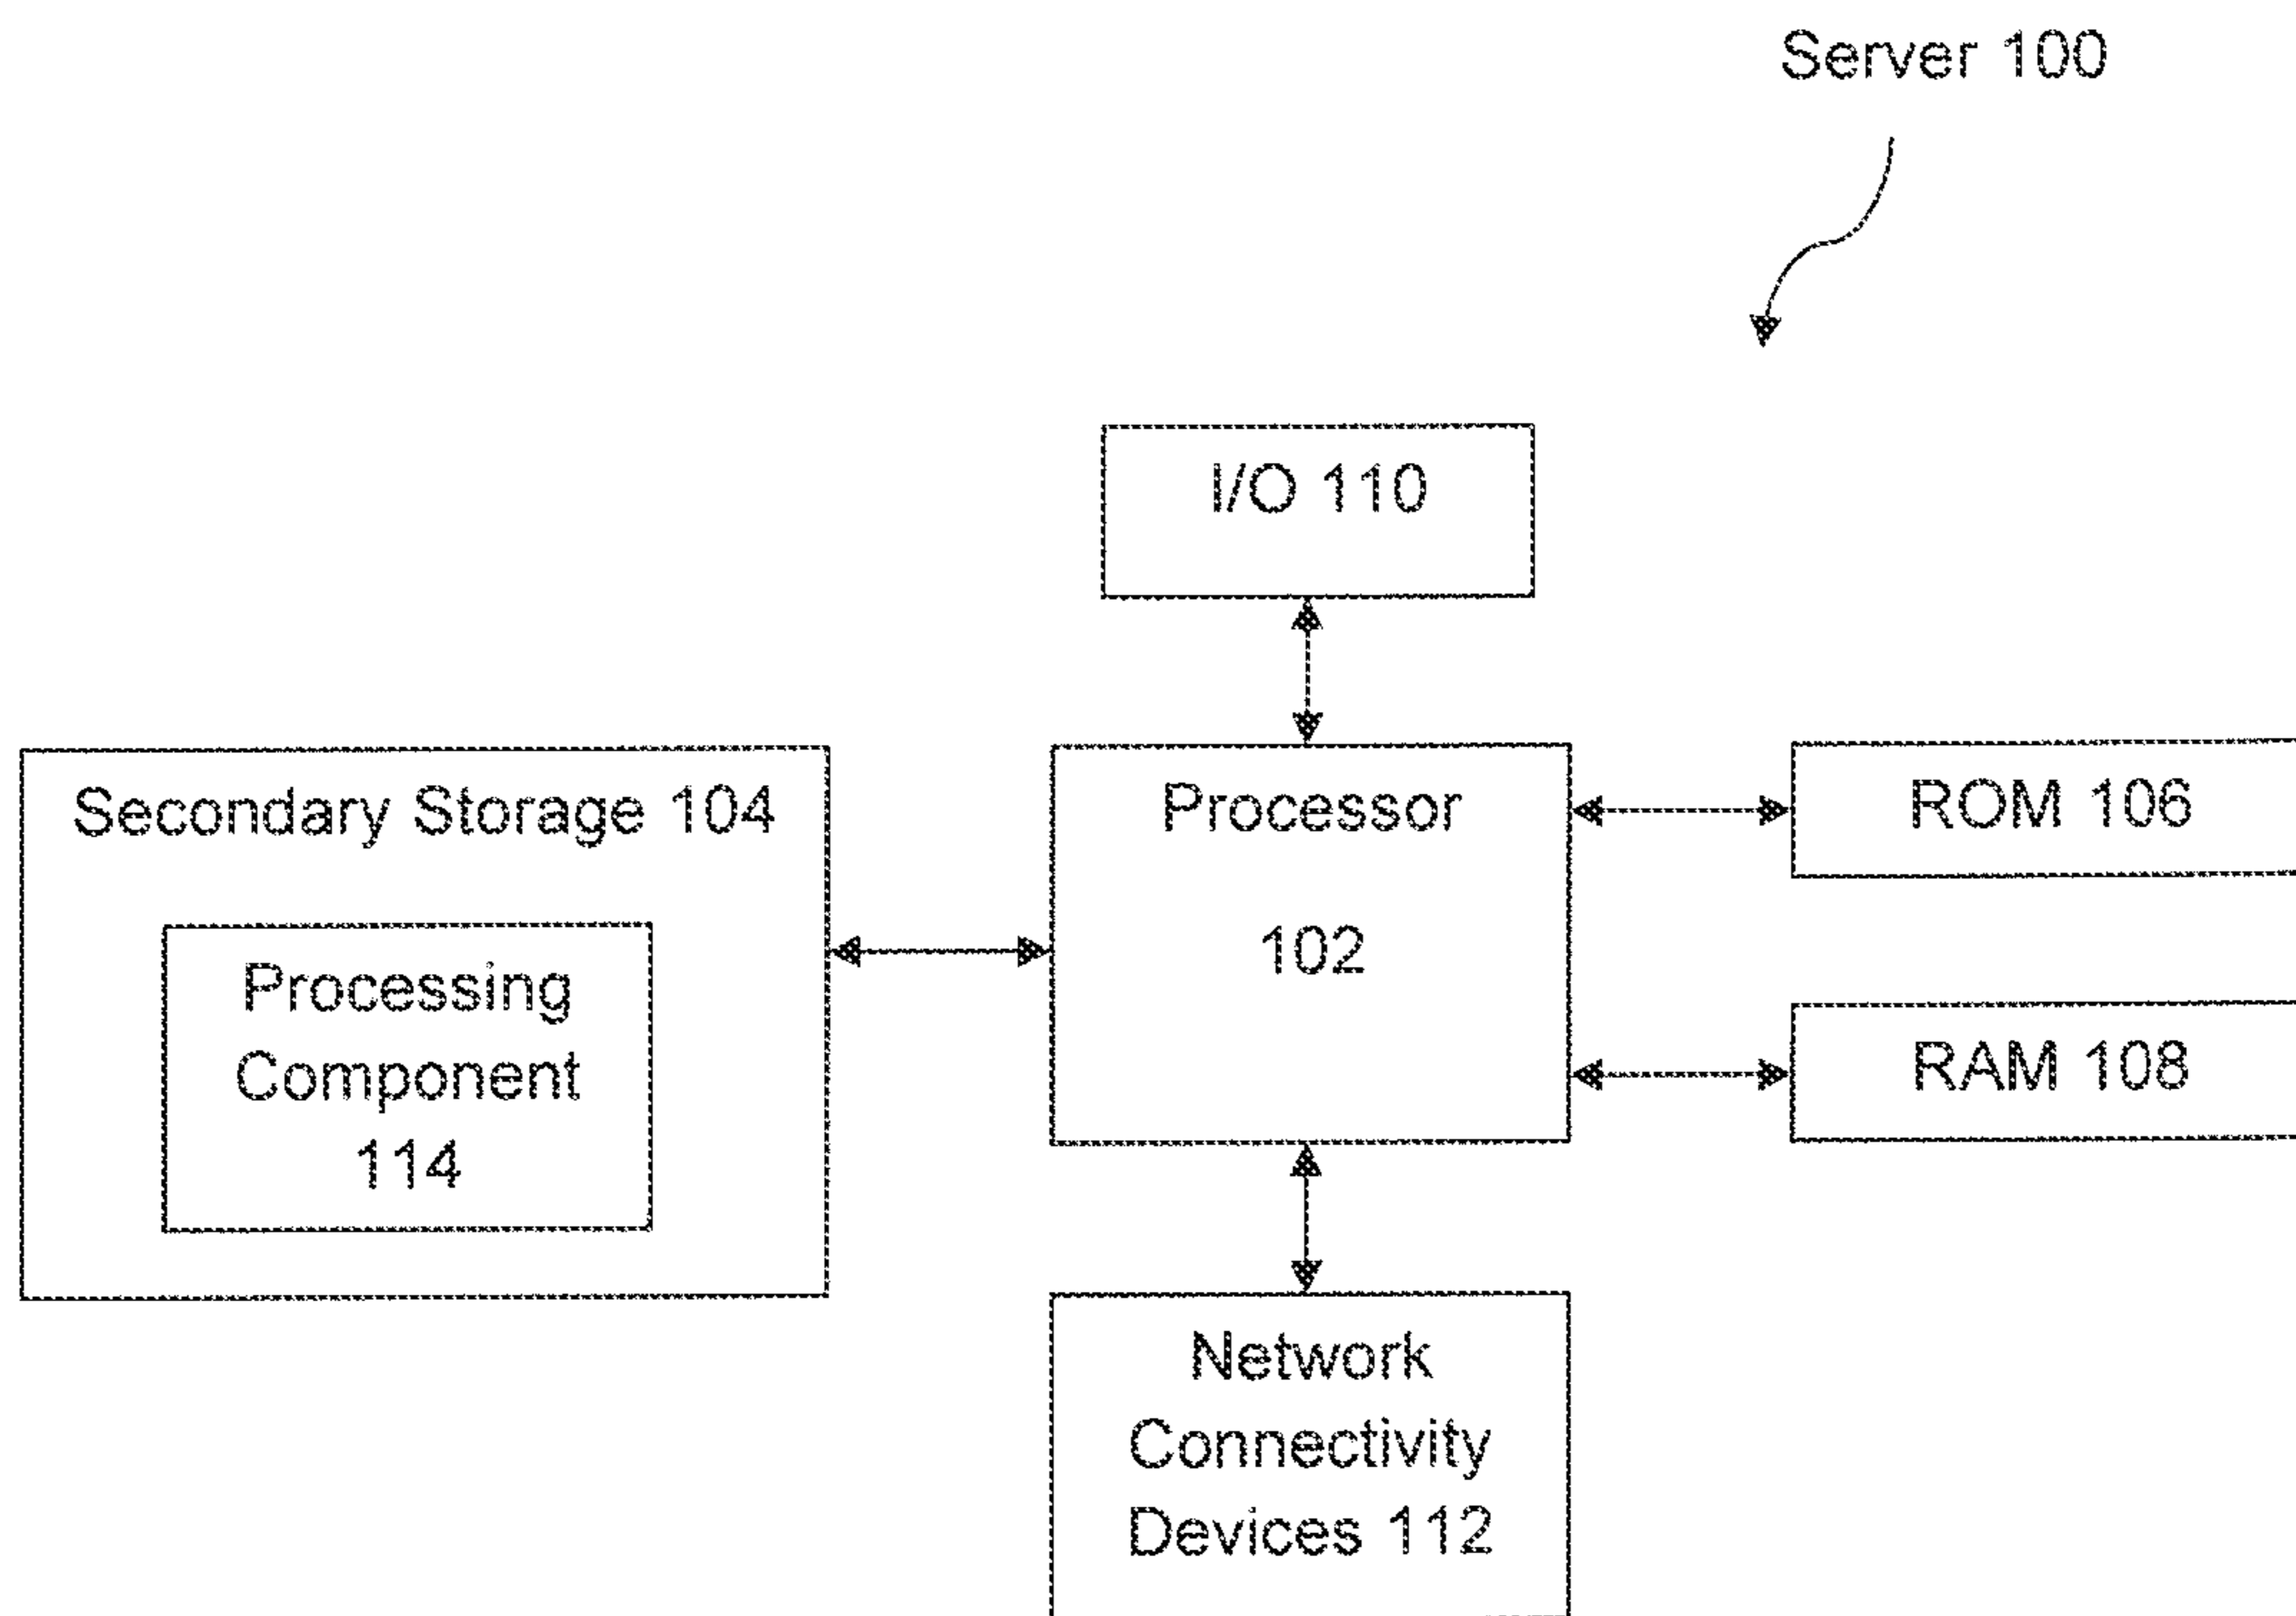 Server 100
I/O 110
Secondary Storage 104
Processing
Component
114
Processor
102
ROM 106
RAM 108
Network
Connectivity
Devices 112